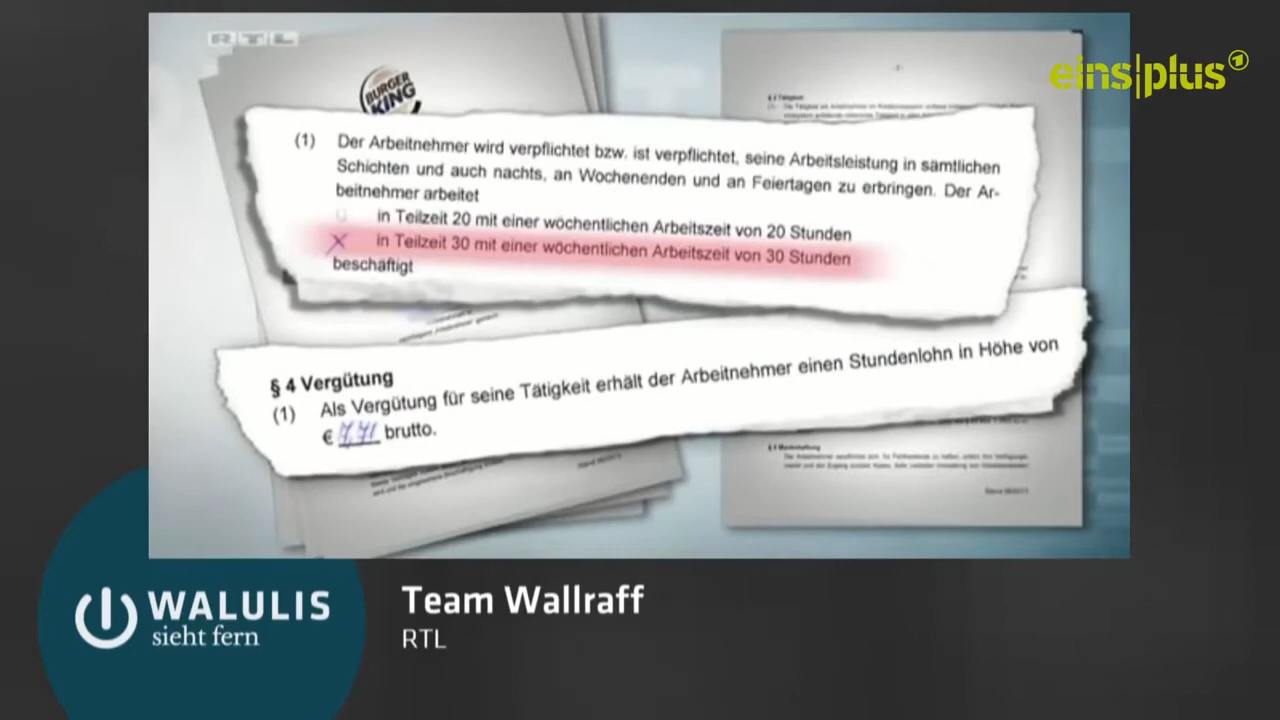 RTL
eins|plus
BURGER
KING
(1) Der Arbeitnehmer wird verpflichtet bzw. ist verpflichtet, seine Arbeitsleistung in sämtlichen
Schichten und auch nachts, an Wochenenden und an Feiertagen zu erbringen. Der Ar-
beitnehmer arbeitet
in Teilzeit 20 mit einer wöchentlichen Arbeitszeit von 20 Stunden
X in Teilzeit 30 mit einer wöchentlichen Arbeitszeit von 30 Stunden
beschäftigt
§ 4 Vergütung
(1) Als Vergütung für seine Tätigkeit erhält der Arbeitnehmer einen Stundenlohn in Höhe von
€ 7,71 brutto.
WALULIS
sieht fern
Team Wallraff
RTL